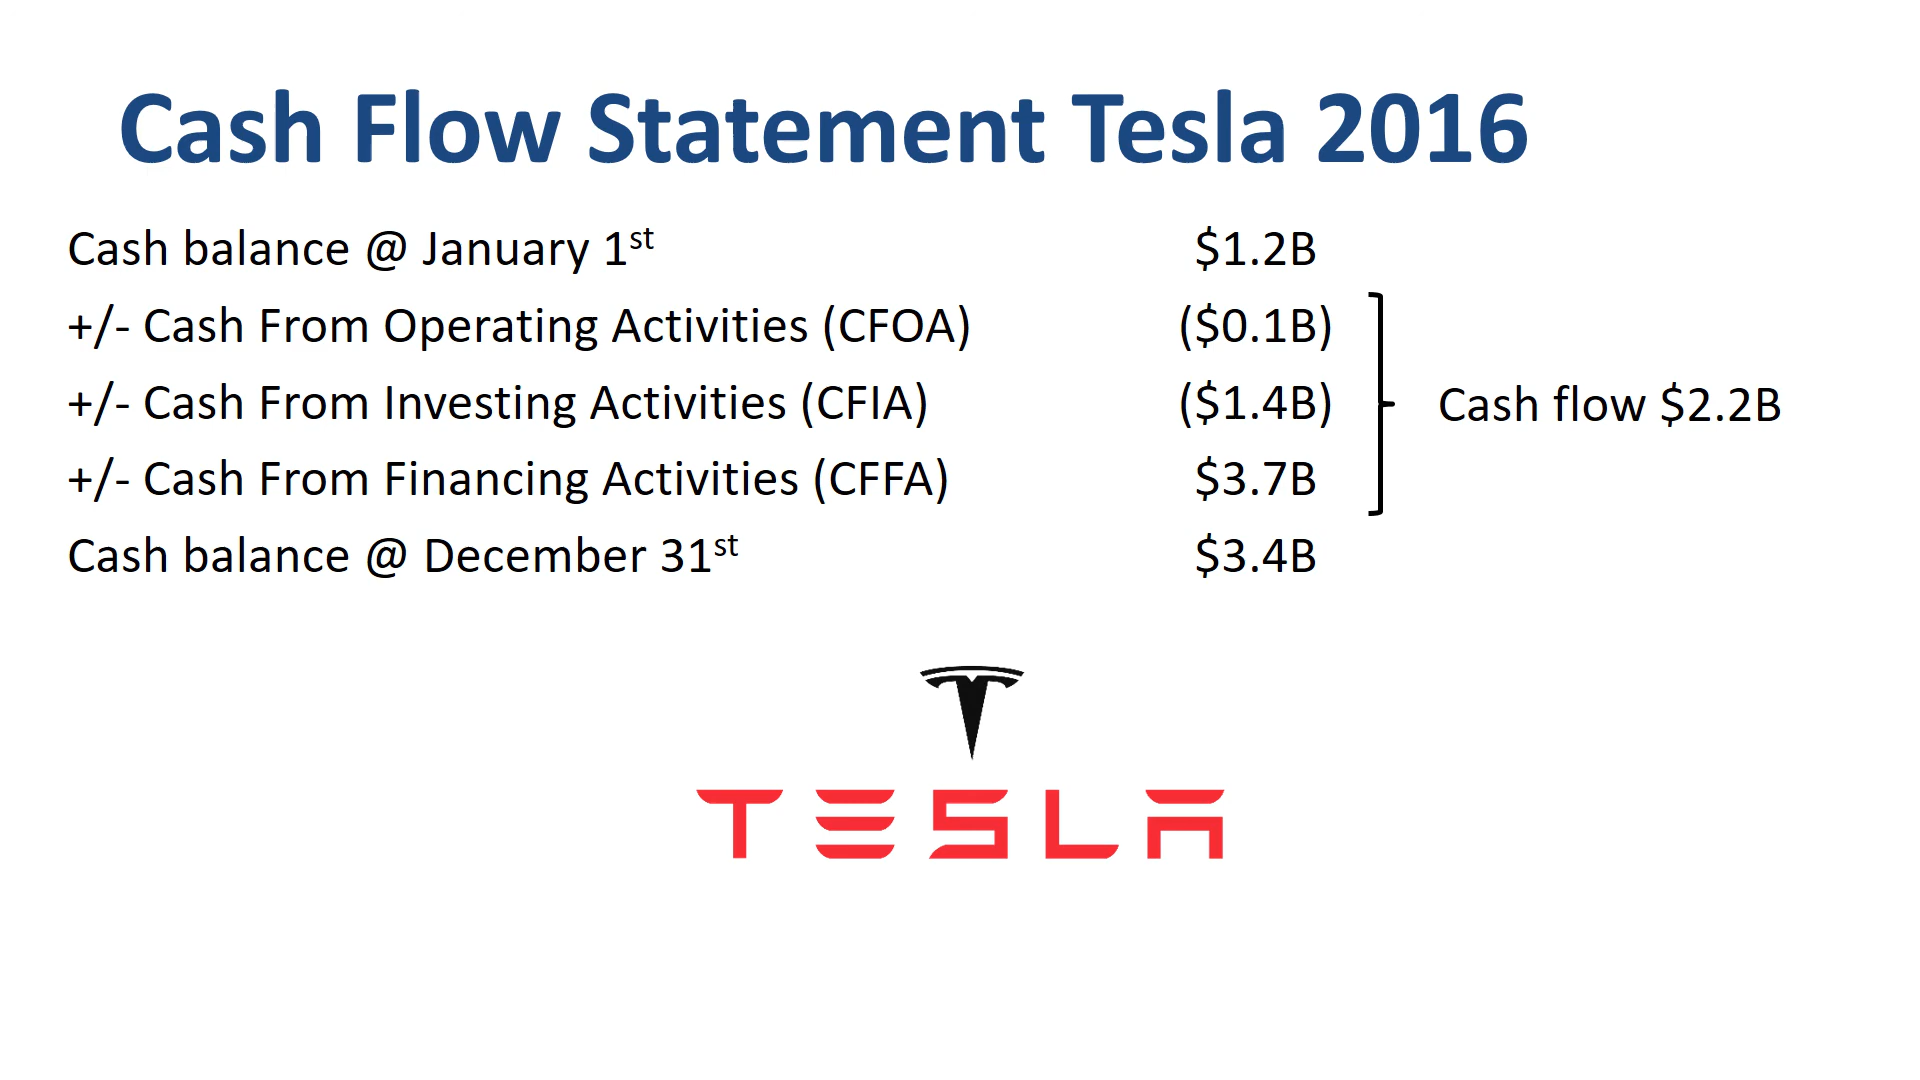 Cash Flow Statement Tesla 2016
Cash balance @ January 1st $1.2B
+/- Cash From Operating Activities (CFOA) ($0.1B)
+/- Cash From Investing Activities (CFIA) ($1.4B) Cash flow $2.2B
+/- Cash From Financing Activities (CFFA) $3.7B
Cash balance @ December 31st $3.4B
TESLA